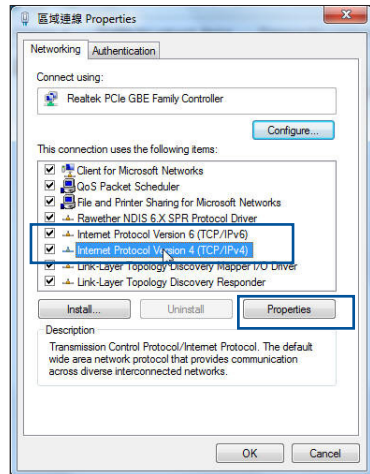 區域連線 Properties
Networking Authentication
Connect using:
Realtek PCIe GBE Family Controller
Configure...
This connection uses the following items:
Client for Microsoft Networks
QoS Packet Scheduler
File and Printer Sharing for Microsoft Networks
Rawether NDIS 6.X SPR Protocol Driver
Internet Protocol Version 6 (TCP/IPv6)
Internet Protocol Version 4 (TCP/IPv4)
Link-Layer Topology Discovery Mapper I/O Driver
Link-Layer Topology Discovery Responder
Install... Uninstall Properties
Description
Transmission Control Protocol/Internet Protocol. The default
wide area network protocol that provides communication
across diverse interconnected networks.
OK Cancel